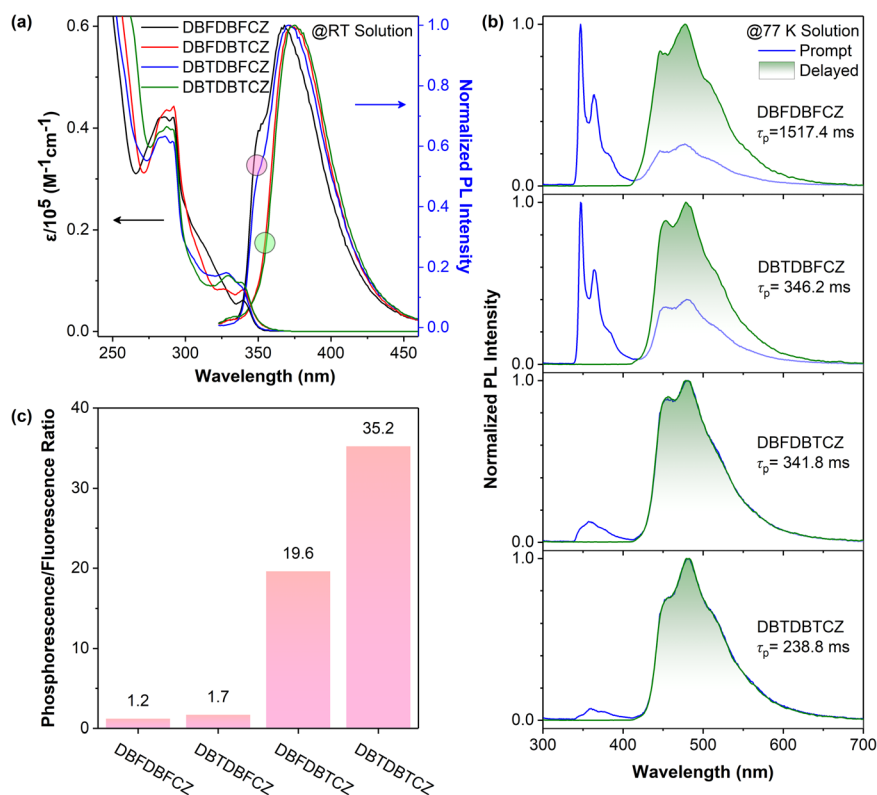 (a)
DBFDBFCZ
DBFDBTCZ
DBTDBFCZ
DBTDBTCZ
@RT Solution
0.6
0.4
0.2
0.0
ε/10⁵ (M⁻¹cm⁻¹)
1.0
0.8
0.6
0.4
0.2
0.0
Normalized PL Intensity
250 300 350 400 450
Wavelength (nm)
(b)
@77 K Solution
Prompt
Delayed
1.0
DBFDBFCZ
τp=1517.4 ms
0.0
1.0
DBTDBFCZ
τp= 346.2 ms
0.0
1.0
DBFDBTCZ
τp= 341.8 ms
0.0
1.0
DBTDBTCZ
τp= 238.8 ms
0.0
Normalized PL Intensity
300 400 500 600 700
Wavelength (nm)
(c)
40
30
20
10
0
Phosphorescence/Fluorescence Ratio
1.2
1.7
19.6
35.2
DBFDBFCZ
DBTDBFCZ
DBFDBTCZ
DBTDBTCZ